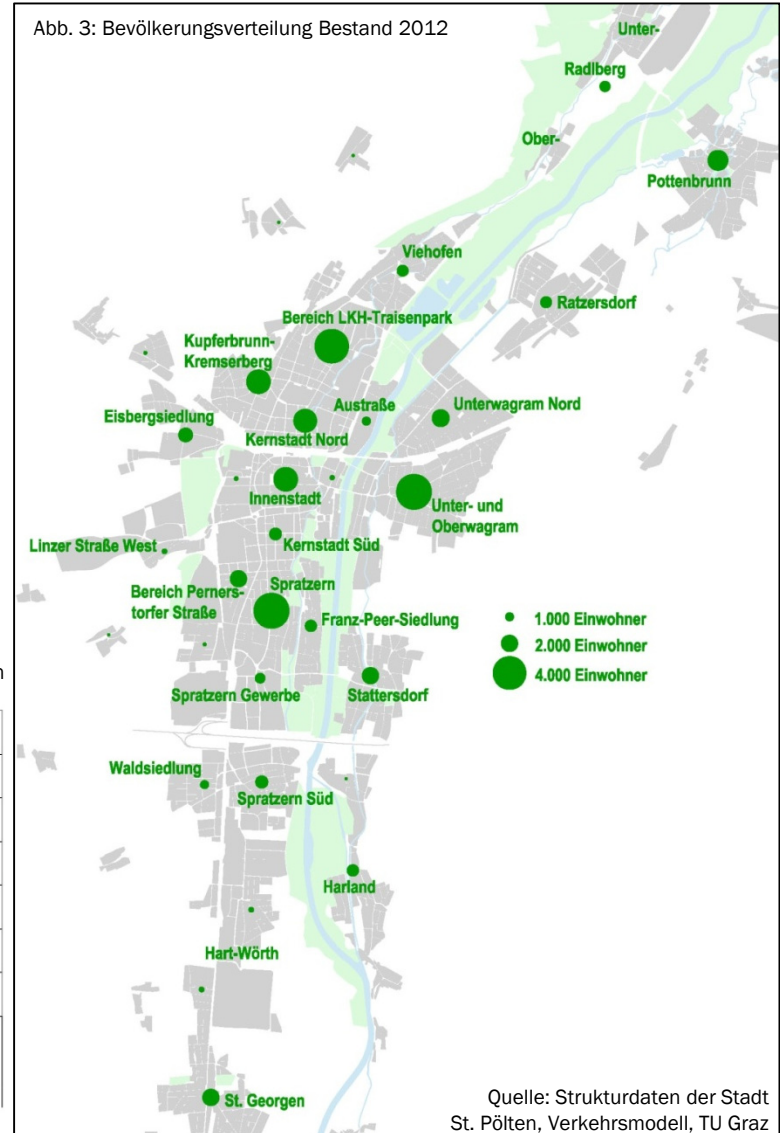 Abb. 3: Bevölkerungsverteilung Bestand 2012
Unter-
Radlberg
Ober-
Pottenbrunn
Viehofen
Ratzersdorf
Bereich LKH-Traisenpark
Kupferbrunn-
Kremserberg
Austraße
Unterwagram Nord
Eisbergsiedlung
Kernstadt Nord
Innenstadt
Unter- und
Oberwagram
Linzer Straße West
Kernstadt Süd
Bereich Perners-
torfer Straße
Spratzern
Franz-Peer-Siedlung
1.000 Einwohner
2.000 Einwohner
4.000 Einwohner
Spratzern Gewerbe
Stattersdorf
Waldsiedlung
Spratzern Süd
Harland
Hart-Wörth
St. Georgen
Quelle: Strukturdaten der Stadt
St. Pölten, Verkehrsmodell, TU Graz